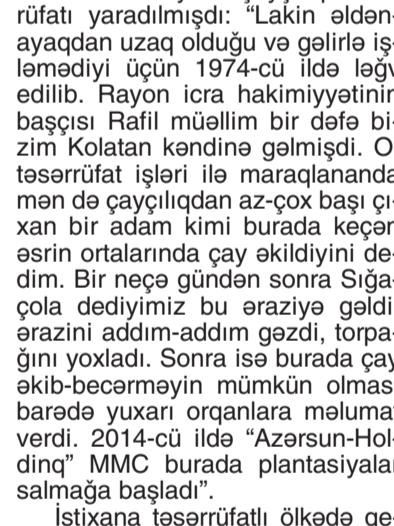 rüfatı yaradılmışdı: “Lakin əldən-
ayaqdan uzaq olduğu və gəlirlə iş-
ləmədiyi üçün 1974-cü ildə ləğv
edilib. Rayon icra hakimiyyətinin
başçısı Rafil müəllim bir dəfə bi-
zim Kolatan kəndinə gəlmişdi. O,
təsərrüfat işləri ilə maraqlananda
mən də çayçılıqdan az-çox başı çı-
xan bir adam kimi burada keçən
əsrin ortalarında çay əkildiyini de-
dim. Bir neçə gündən sonra Sığa-
çola dediyimiz bu əraziyə gəldi,
ərazini addım-addım gəzdi, torpa-
ğını yoxladı. Sonra isə burada çay
əkib-becərməyin mümkün olması
barədə yuxarı orqanlara məlumat
verdi. 2014-cü ildə “Azərsun-Hol-
dinq” MMC burada plantasiyalar
salmağa başladı”.
İstixana təsərrüfatlı ölkədə ge-